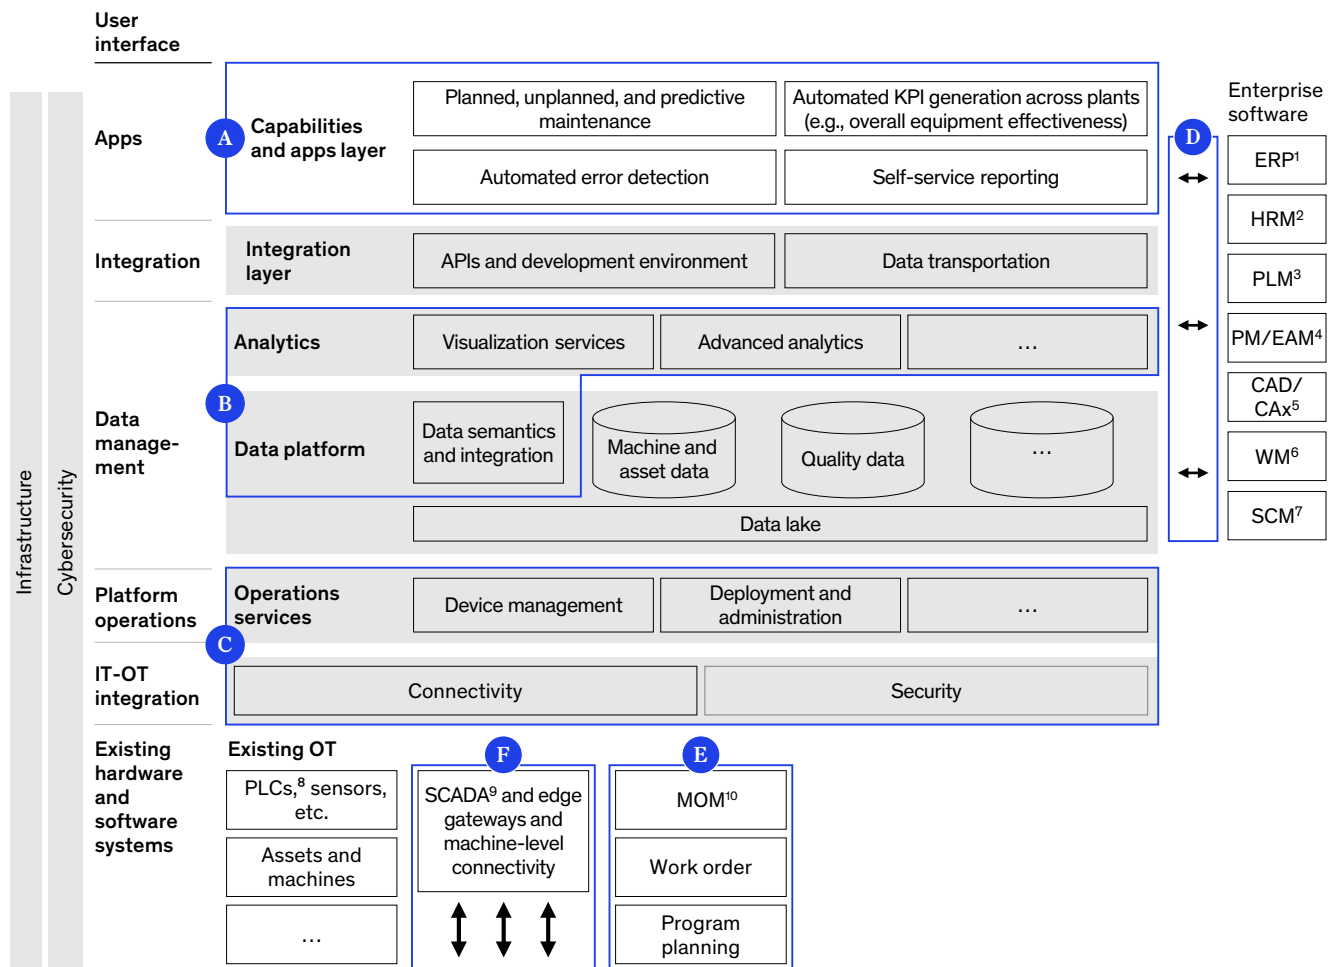 User
interface
Infrastructure
Cybersecurity
Apps
A
Capabilities
and apps layer
Planned, unplanned, and predictive
maintenance
Automated KPI generation across plants
(e.g., overall equipment effectiveness)
Automated error detection
Self-service reporting
Integration
Integration
layer
APIs and development environment
Data transportation
Data
manage-
ment
B
Analytics
Visualization services
Advanced analytics
...
Data platform
Data semantics
and integration
Machine and
asset data
Quality data
...
Data lake
Platform
operations
C
Operations
services
Device management
Deployment and
administration
...
IT-OT
integration
Connectivity
Security
Existing
hardware
and
software
systems
Existing OT
PLCs,⁸ sensors,
etc.
Assets and
machines
...
F
SCADA⁹ and edge
gateways and
machine-level
connectivity
E
MOM¹⁰
Work order
Program
planning
D
Enterprise
software
ERP¹
HRM²
PLM³
PM/EAM⁴
CAD/
CAx⁵
WM⁶
SCM⁷